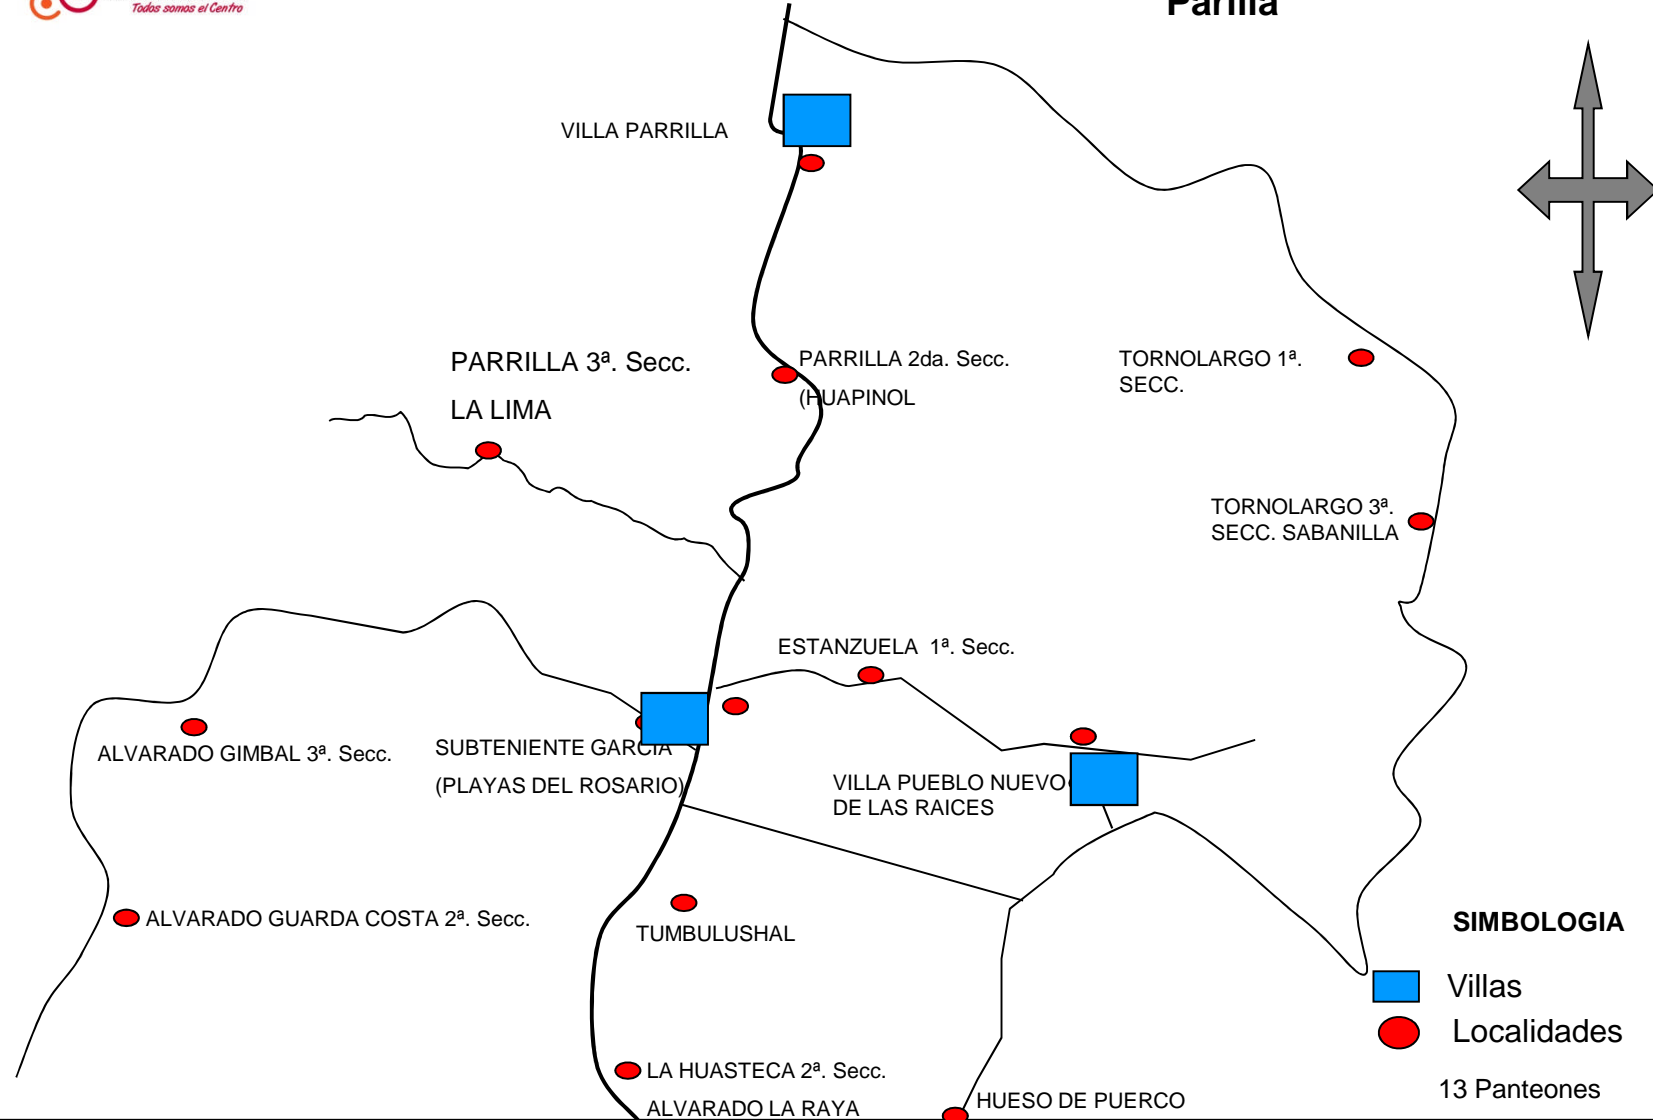 Todos somos el Centro
Parilla
VILLA PARRILLA
PARRILLA 3ª. Secc.
LA LIMA
PARRILLA 2da. Secc.
(HUAPINOL
TORNOLARGO 1ª.
SECC.
TORNOLARGO 3ª.
SECC. SABANILLA
ESTANZUELA 1ª. Secc.
ALVARADO GIMBAL 3ª. Secc.
SUBTENIENTE GARCIA
(PLAYAS DEL ROSARIO)
VILLA PUEBLO NUEVO
DE LAS RAICES
ALVARADO GUARDA COSTA 2ª. Secc.
TUMBULUSHAL
SIMBOLOGIA
Villas
Localidades
13 Panteones
LA HUASTECA 2ª. Secc.
ALVARADO LA RAYA
HUESO DE PUERCO